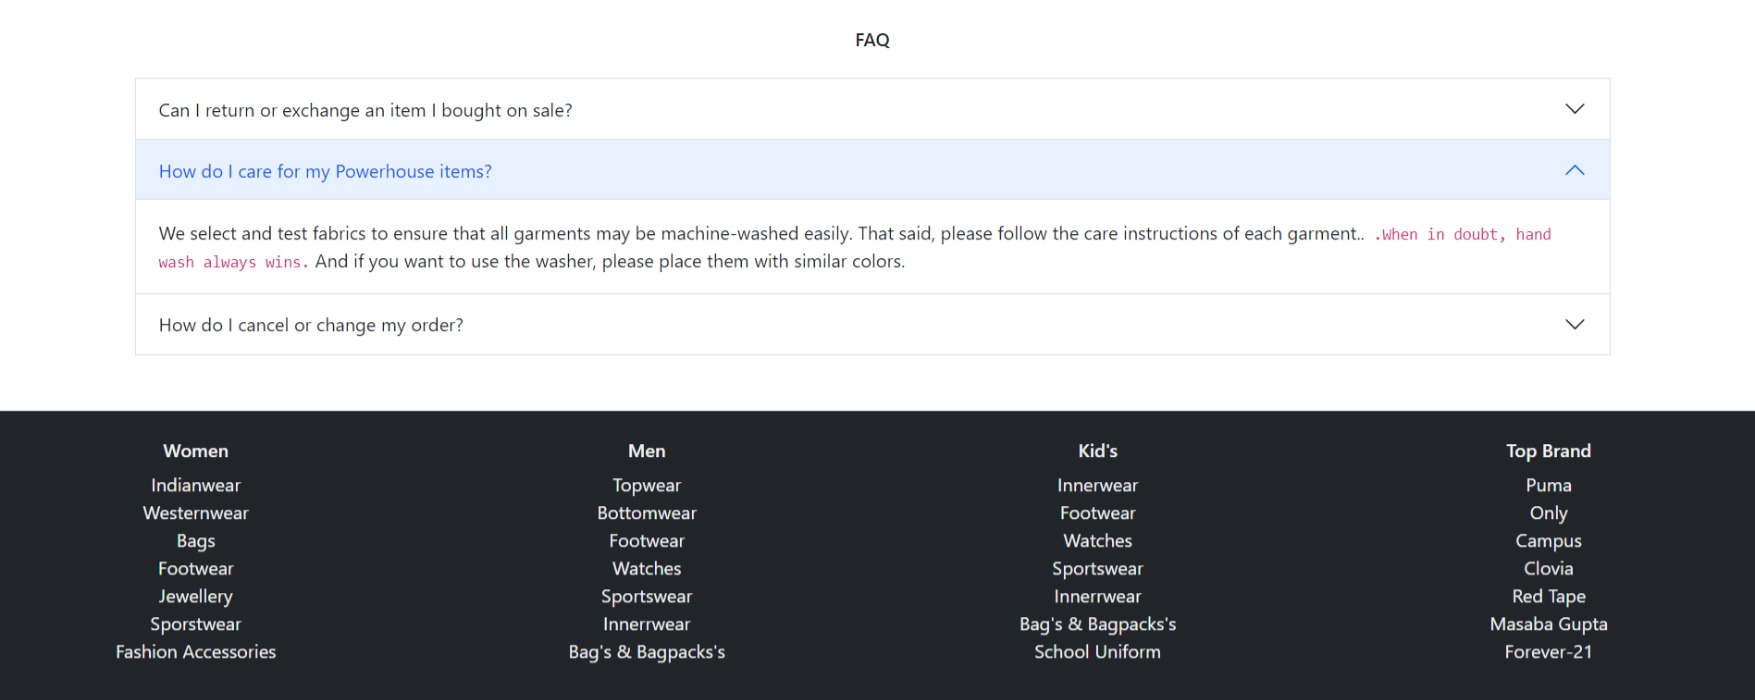 FAQ
Can I return or exchange an item I bought on sale?
How do I care for my Powerhouse items?
We select and test fabrics to ensure that all garments may be machine-washed easily. That said, please follow the care instructions of each garment.. .When in doubt, hand
wash always wins. And if you want to use the washer, please place them with similar colors.
How do I cancel or change my order?
Women
Indianwear
Westernwear
Bags
Footwear
Jewellery
Sporstwear
Fashion Accessories
Men
Topwear
Bottomwear
Footwear
Watches
Sportswear
Innerrwear
Bag's & Bagpacks's
Kid's
Innerwear
Footwear
Watches
Sportswear
Innerrwear
Bag's & Bagpacks's
School Uniform
Top Brand
Puma
Only
Campus
Clovia
Red Tape
Masaba Gupta
Forever-21